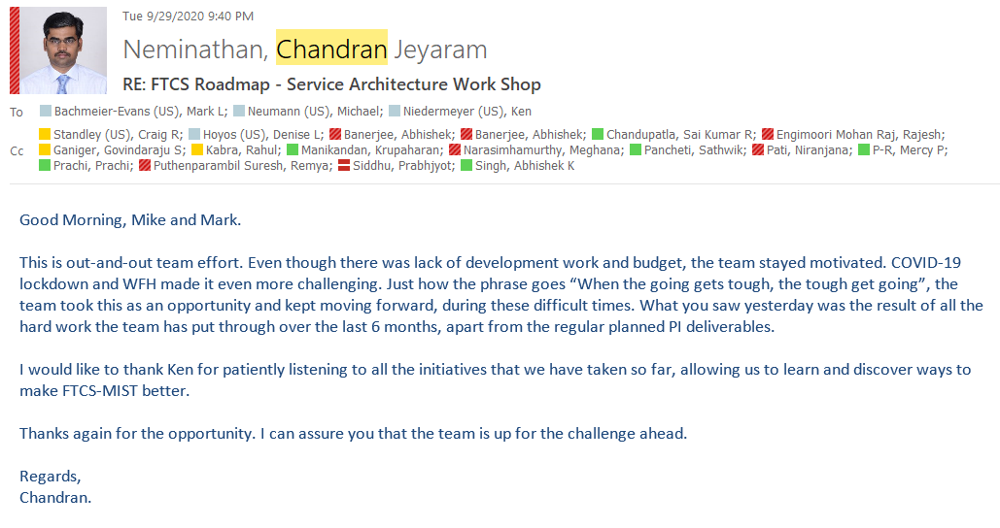 Tue 9/29/2020 9:40 PM
Neminathan, Chandran Jeyaram
RE: FTCS Roadmap - Service Architecture Work Shop
To Bachmeier-Evans (US), Mark L; Neumann (US), Michael; Niedermeyer (US), Ken
Cc Standley (US), Craig R; Hoyos (US), Denise L; Banerjee, Abhishek; Banerjee, Abhishek; Chandupatla, Sai Kumar R; Engimoori Mohan Raj, Rajesh;
Ganiger, Govindaraju S; Kabra, Rahul; Manikandan, Krupaharan; Narasimhamurthy, Meghana; Pancheti, Sathwik; Pati, Niranjana; P-R, Mercy P;
Prachi, Prachi; Puthenparambil Suresh, Remya; Siddhu, Prabhjyot; Singh, Abhishek K
Good Morning, Mike and Mark.
This is out-and-out team effort. Even though there was lack of development work and budget, the team stayed motivated. COVID-19
lockdown and WFH made it even more challenging. Just how the phrase goes “When the going gets tough, the tough get going”, the
team took this as an opportunity and kept moving forward, during these difficult times. What you saw yesterday was the result of all the
hard work the team has put through over the last 6 months, apart from the regular planned PI deliverables.
I would like to thank Ken for patiently listening to all the initiatives that we have taken so far, allowing us to learn and discover ways to
make FTCS-MIST better.
Thanks again for the opportunity. I can assure you that the team is up for the challenge ahead.
Regards,
Chandran.